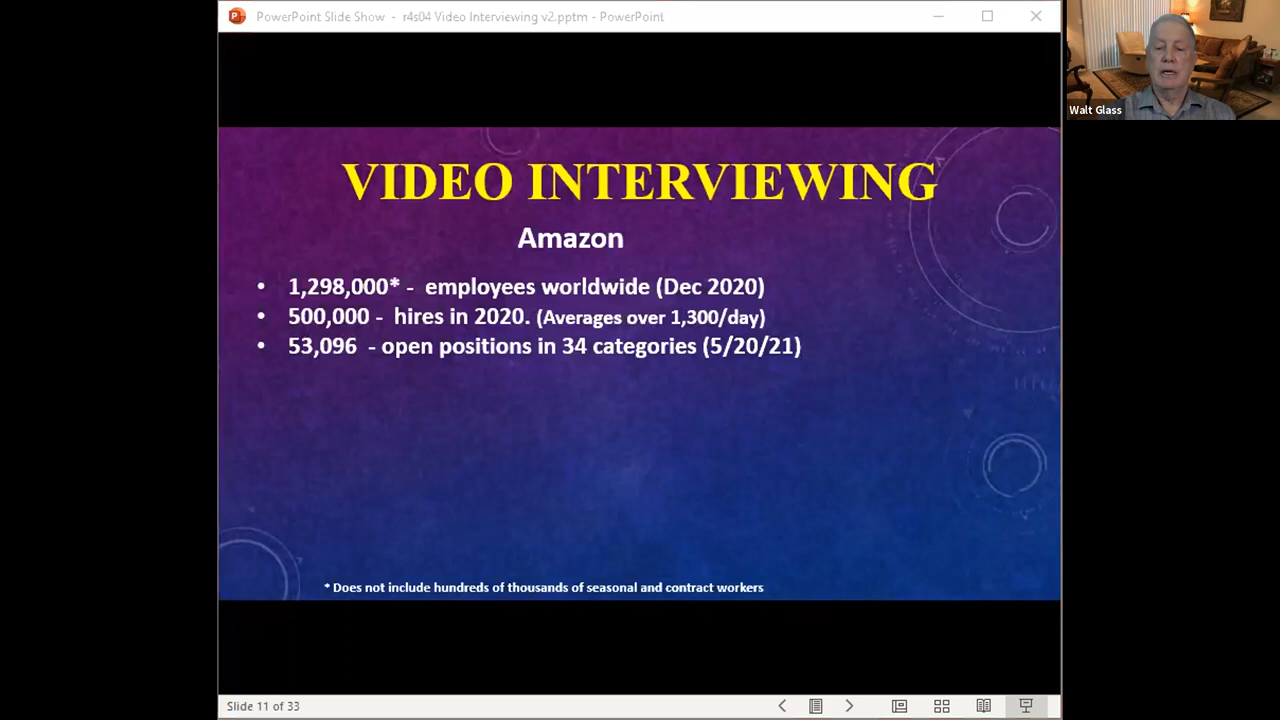 PowerPoint Slide Show - r4s04 Video Interviewing v2.pptm - PowerPoint
Walt Glass
VIDEO INTERVIEWING
Amazon
• 1,298,000* - employees worldwide (Dec 2020)
• 500,000 - hires in 2020. (Averages over 1,300/day)
• 53,096 - open positions in 34 categories (5/20/21)
* Does not include hundreds of thousands of seasonal and contract workers
Slide 11 of 33